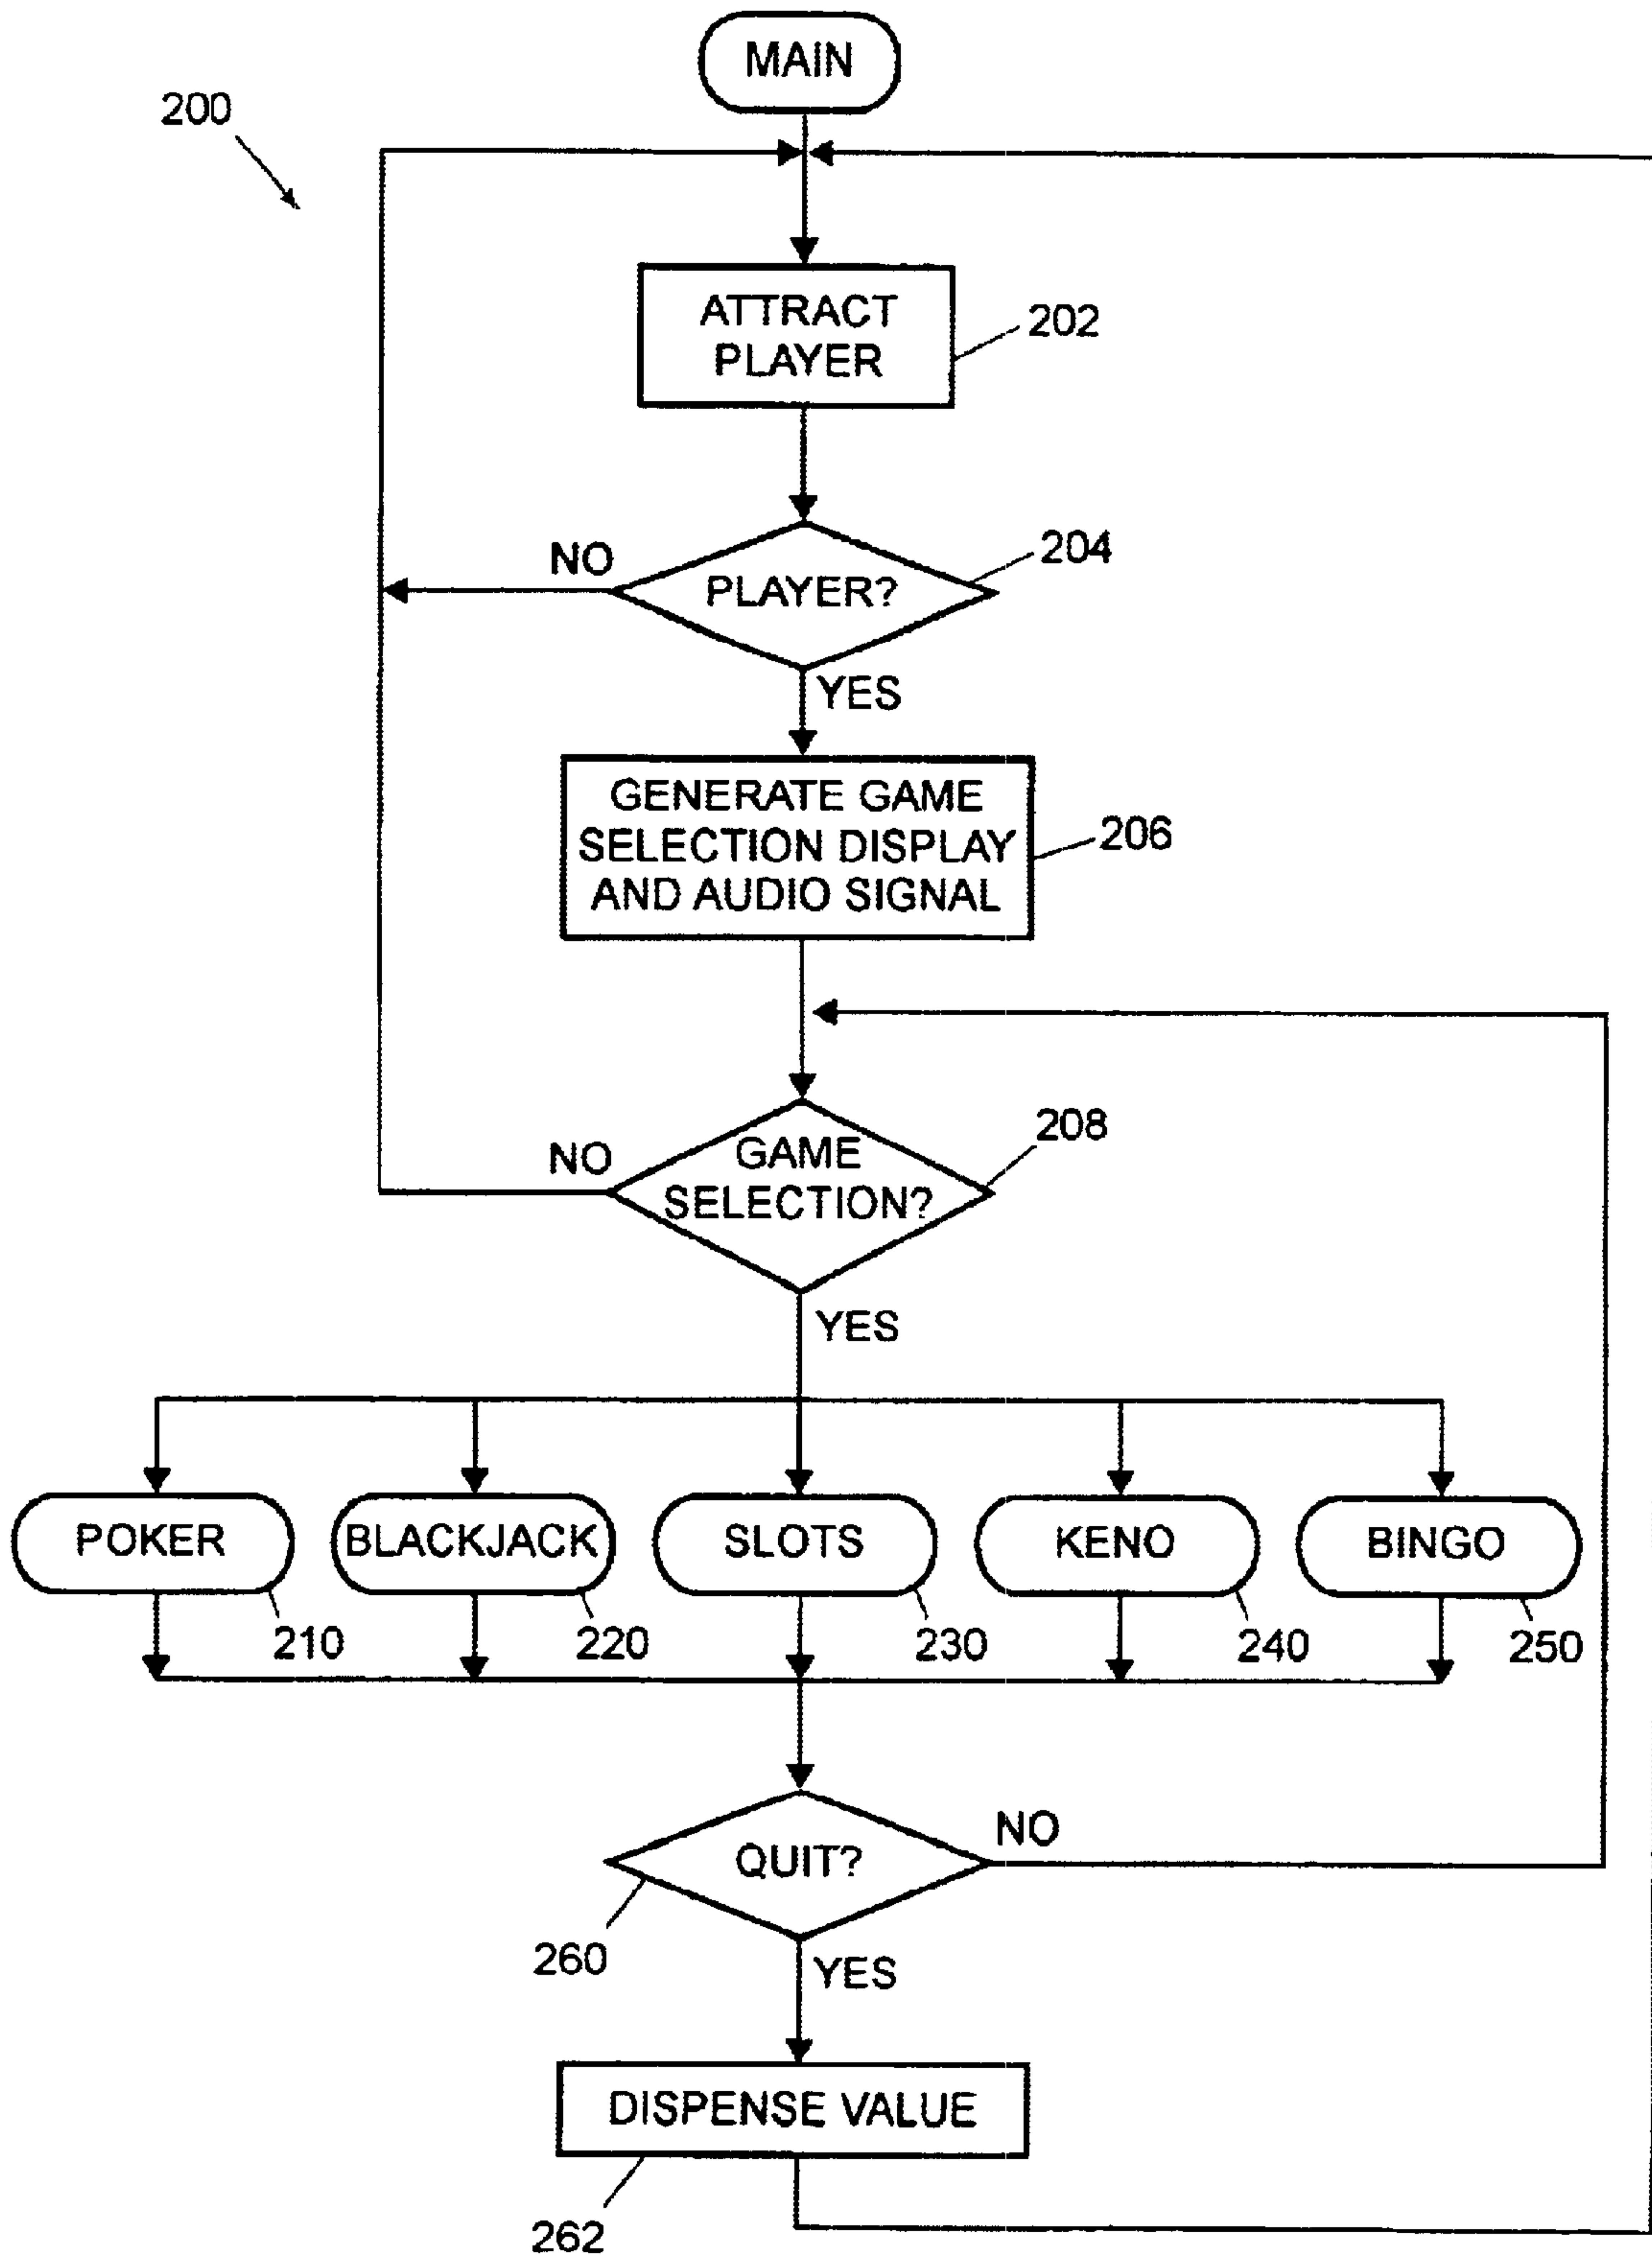 MAIN
200
ATTRACT
PLAYER
202
NO
PLAYER?
204
YES
GENERATE GAME
SELECTION DISPLAY
AND AUDIO SIGNAL
206
NO
GAME
SELECTION?
208
YES
POKER
BLACKJACK
SLOTS
KENO
BINGO
210
220
230
240
250
QUIT?
NO
260
YES
DISPENSE VALUE
262